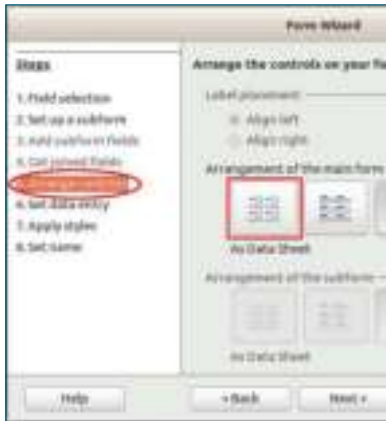 Form Wizard
Steps
1. Field selection
2. Set up a subform
3. Add subform fields
4. Get joined fields
6. Set data entry
7. Apply styles
8. Set name
Arrange the controls on your
Label placement
Align left
Align right
Arrangement of the main form
As Data Sheet
Arrangement of the subform
As Data Sheet
Help
< Back
Next >